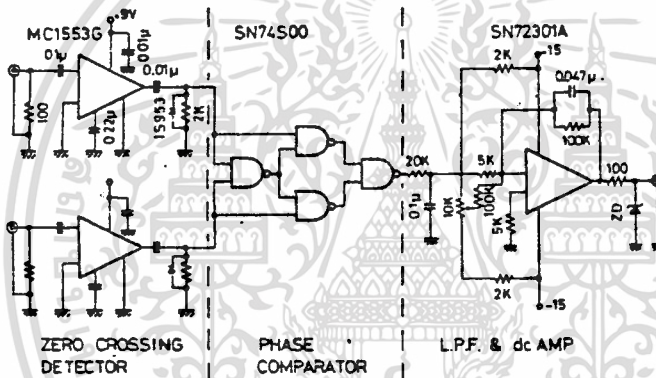 MC1553G
SN74S00
SN72301A
+9V
0.1μ
0.01μ
0.01μ
100
0.22μ
1S953
2K
-15
2K
0.047μ
100K
20K
5K
100
0.1μ
10K
100K
5K
ZD
2K
-15
ZERO CROSSING
DETECTOR
PHASE
COMPARATOR
L.P.F. & dc AMP